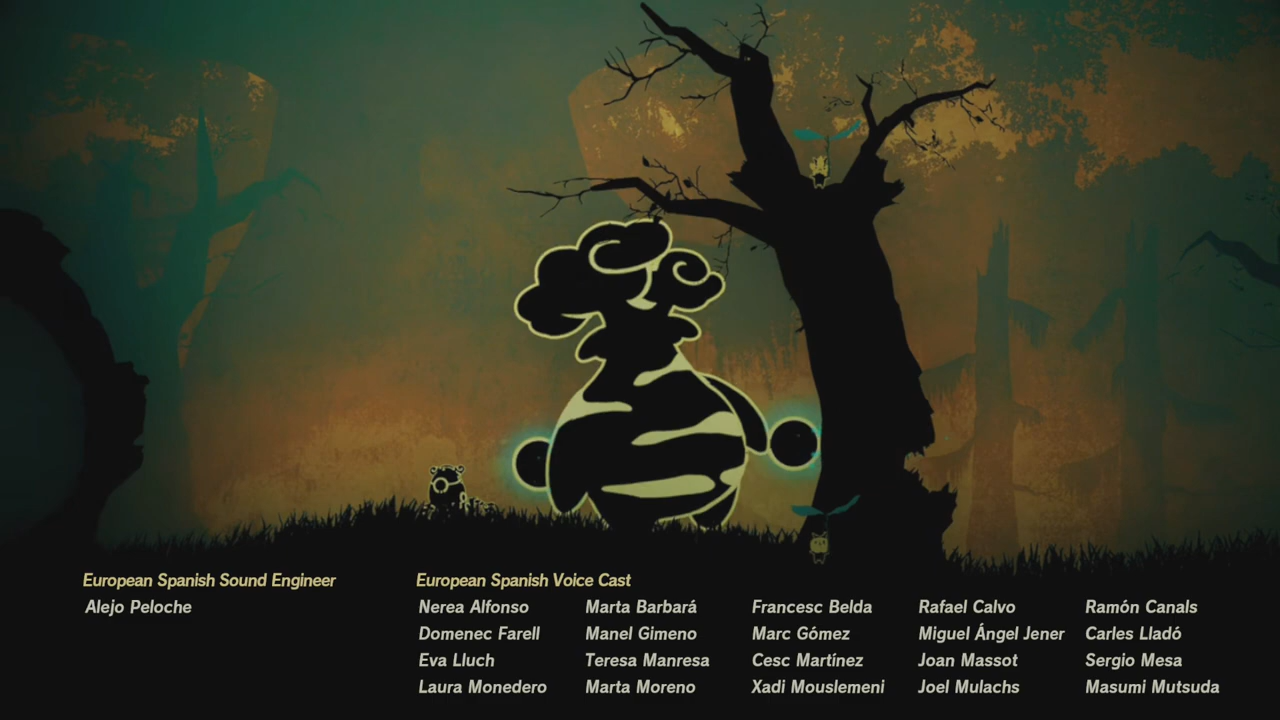 European Spanish Sound Engineer
Alejo Peloche
European Spanish Voice Cast
Nerea Alfonso Marta Barbará Francesc Belda Rafael Calvo Ramón Canals
Domenec Farell Manel Gimeno Marc Gómez Miguel Ángel Jener Carles Lladó
Eva Lluch Teresa Manresa Cesc Martínez Joan Massot Sergio Mesa
Laura Monedero Marta Moreno Xadi Mouslemeni Joel Mulachs Masumi Mutsuda